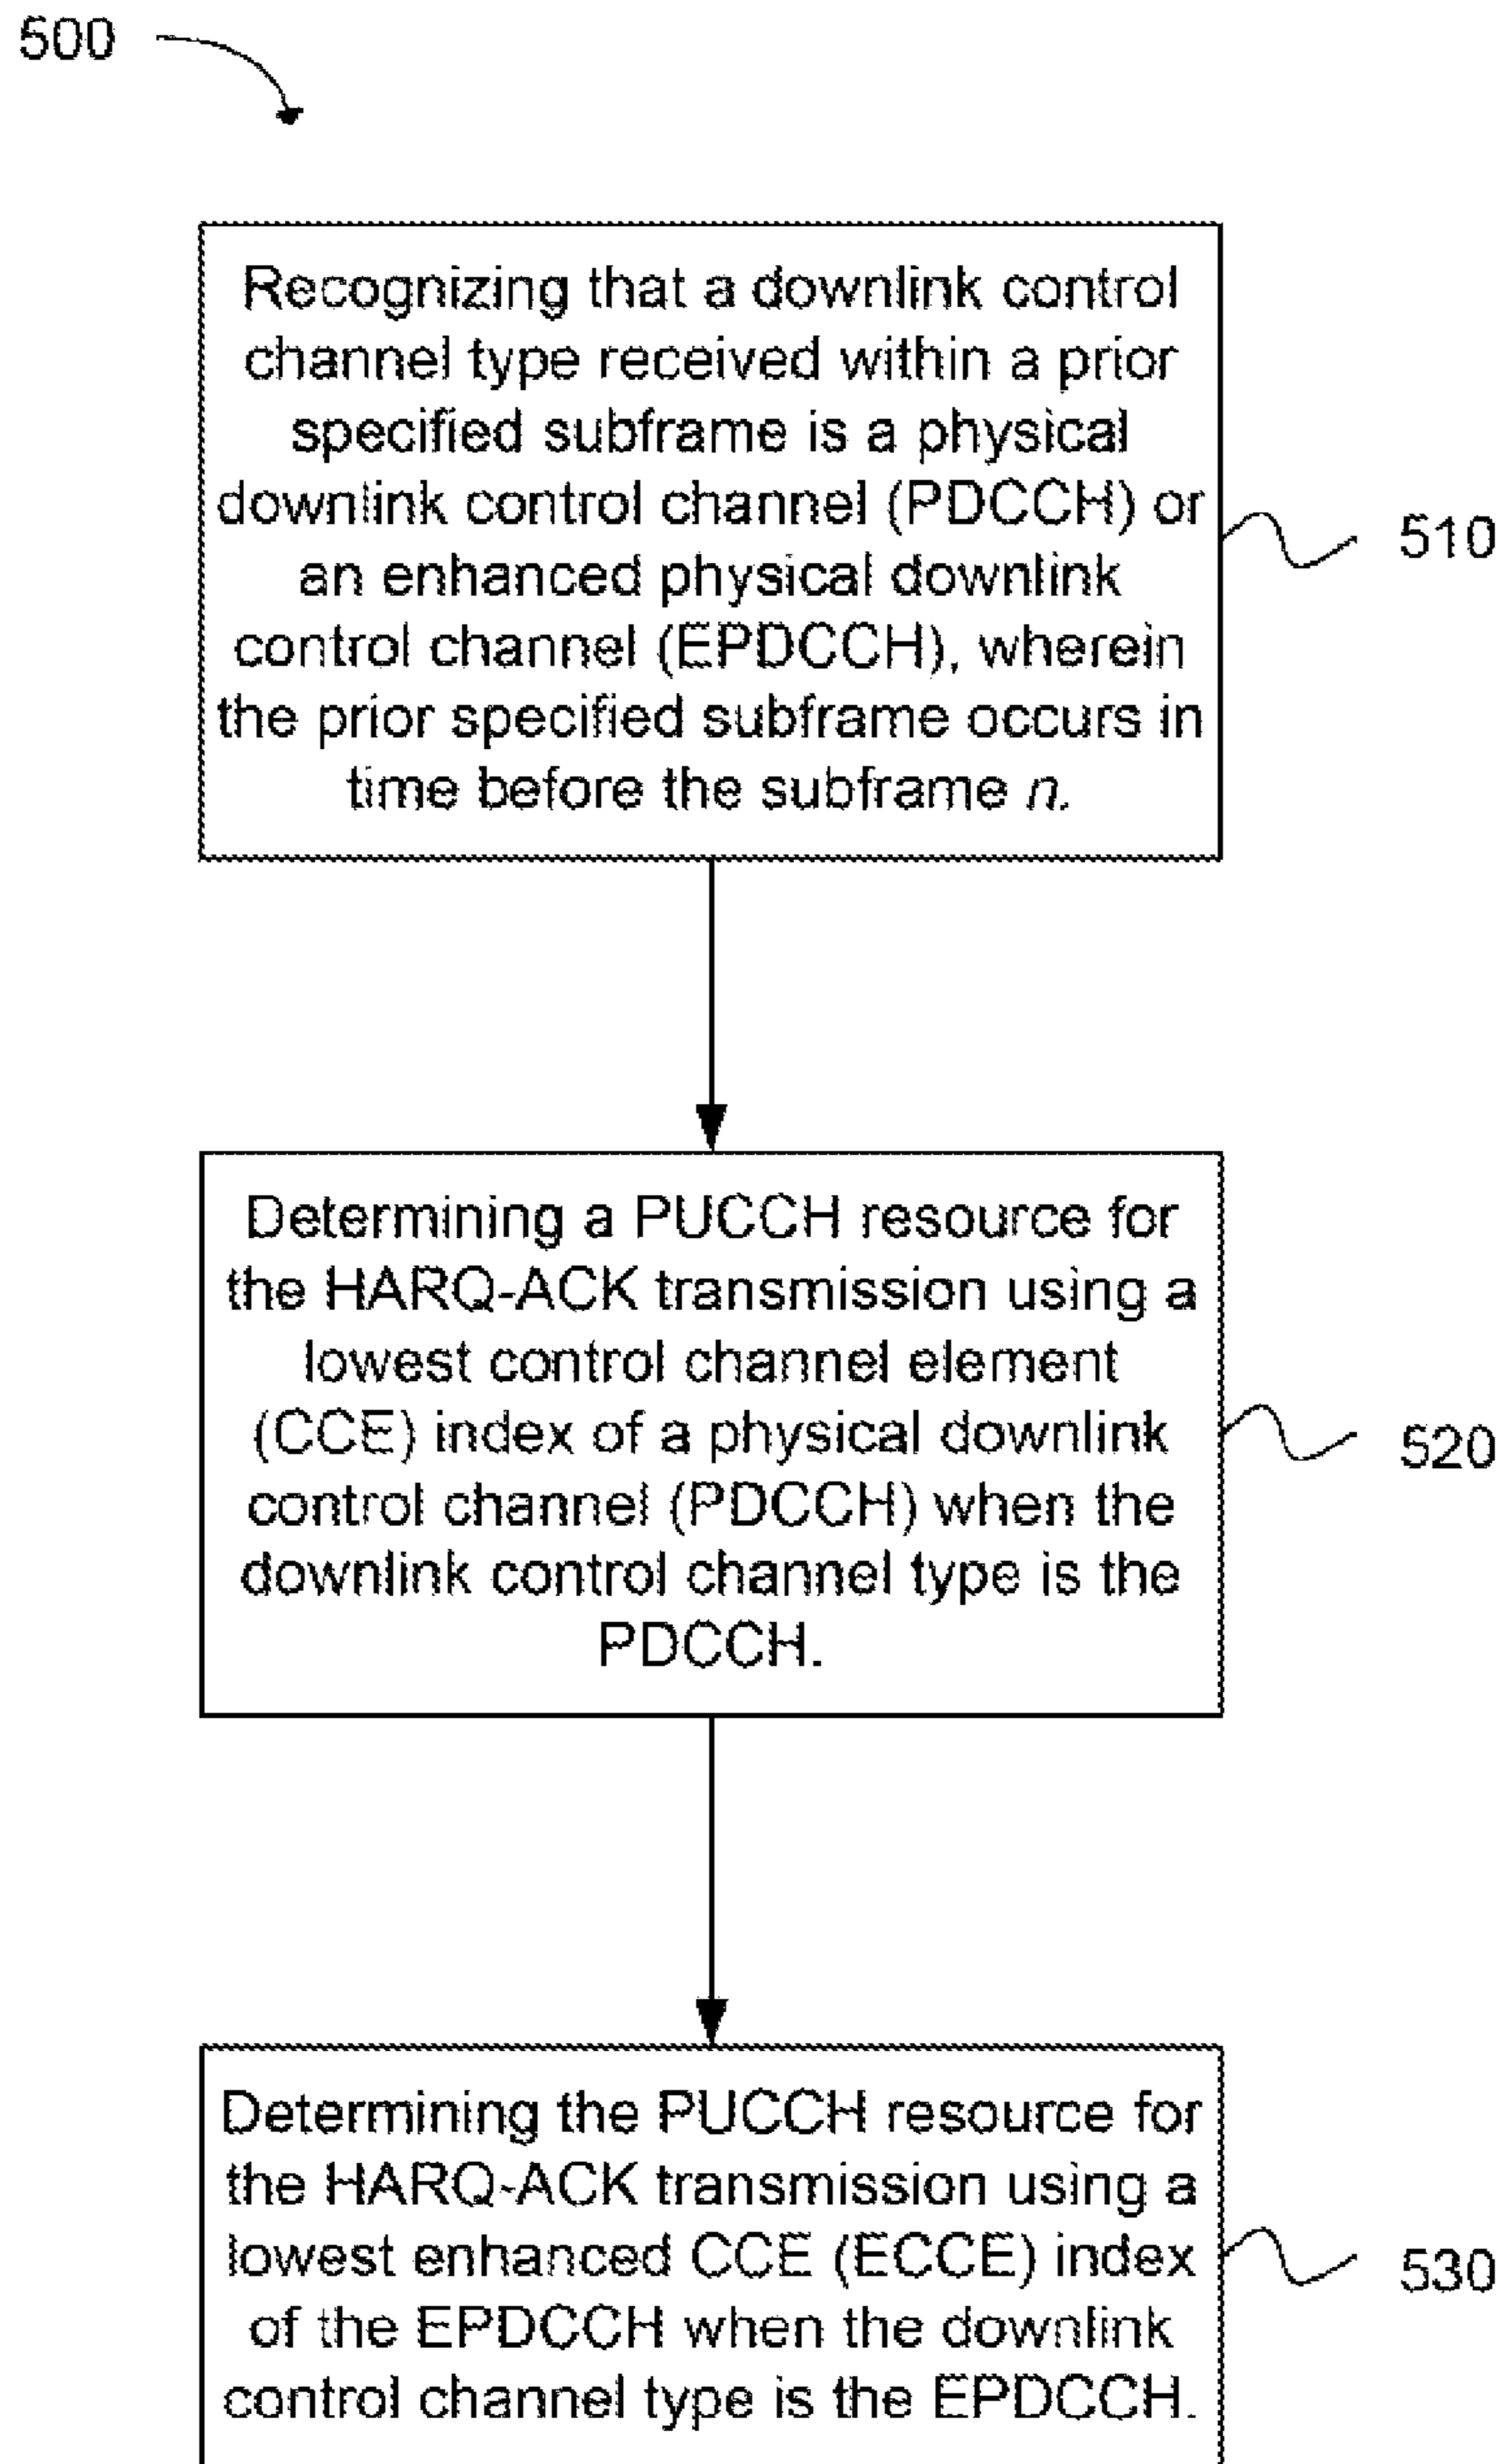 500
Recognizing that a downlink control
channel type received within a prior
specified subframe is a physical
downlink control channel (PDCCH) or
an enhanced physical downlink
control channel (EPDCCH), wherein
the prior specified subframe occurs in
time before the subframe n.
510
Determining a PUCCH resource for
the HARQ-ACK transmission using a
lowest control channel element
(CCE) index of a physical downlink
control channel (PDCCH) when the
downlink control channel type is the
PDCCH.
520
Determining the PUCCH resource for
the HARQ-ACK transmission using a
lowest enhanced CCE (ECCE) index
of the EPDCCH when the downlink
control channel type is the EPDCCH.
530